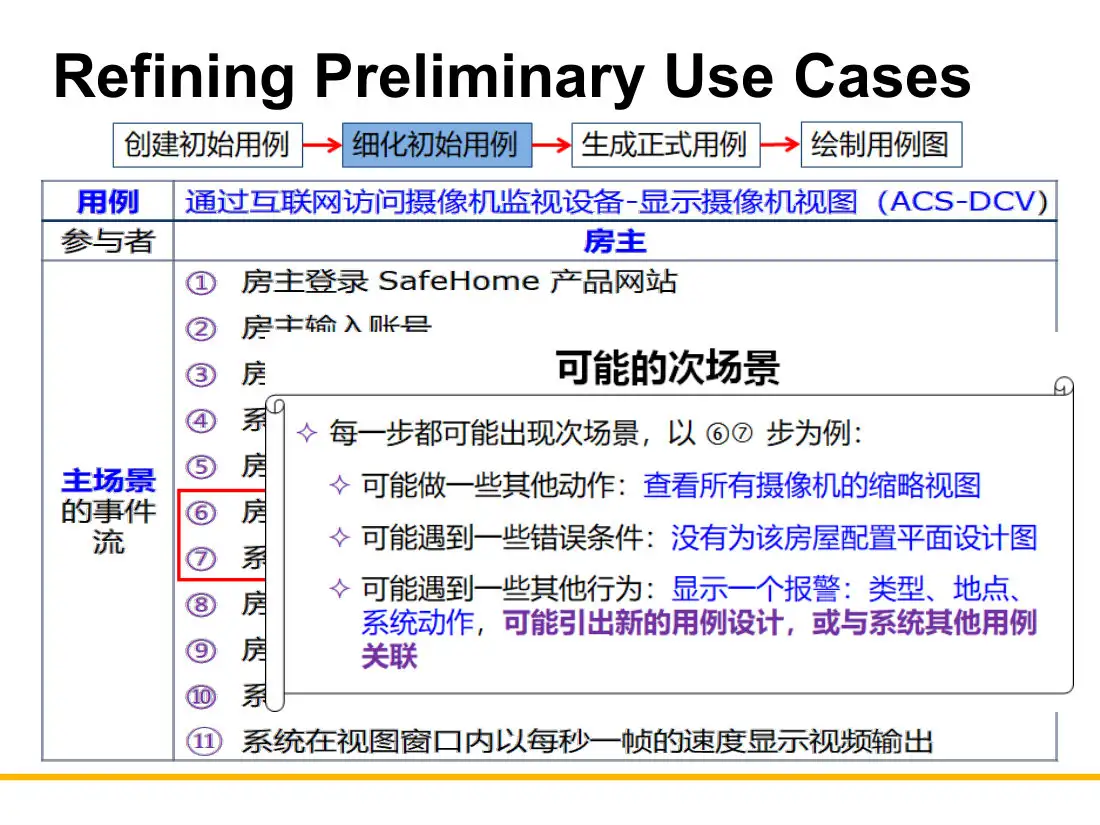 Refining Preliminary Use Cases
创建初始用例 细化初始用例 生成正式用例 绘制用例图
用例 通过互联网访问摄像机监视设备-显示摄像机视图（ACS-DCV)
参与者 房主
主场景
的事件
流
① 房主登录 SafeHome 产品网站
② 房主输入账号
③ 房
④ 系
⑤ 房
⑥ 房
⑦ 系
⑧ 房
⑨ 房
⑩ 系
⑪ 系统在视图窗口内以每秒一帧的速度显示视频输出
可能的次场景
每一步都可能出现次场景，以 ⑥⑦ 步为例：
可能做一些其他动作：查看所有摄像机的缩略视图
可能遇到一些错误条件：没有为该房屋配置平面设计图
可能遇到一些其他行为：显示一个报警：类型、地点、
系统动作，可能引出新的用例设计，或与系统其他用例
关联